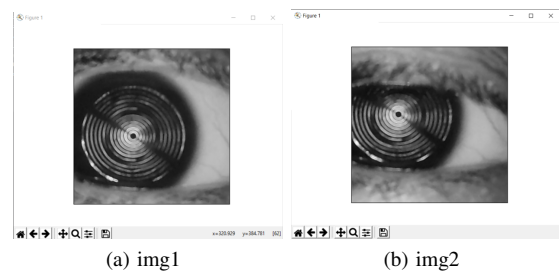 Figure 1
Figure 1
x=320.929 y=384.781 [62]
(a) img1
(b) img2